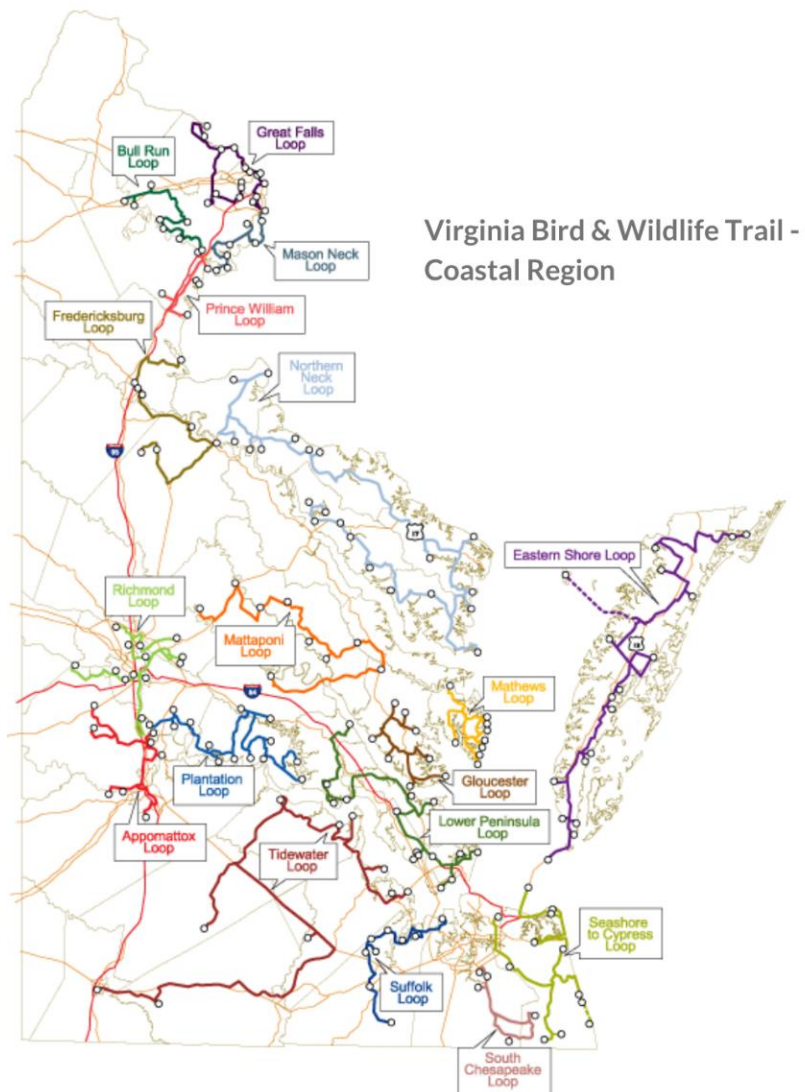 Great Falls
Loop
Bull Run
Loop
Virginia Bird & Wildlife Trail -
Coastal Region
Mason Neck
Loop
Prince William
Loop
Fredericksburg
Loop
Northern
Neck
Loop
95
17
Eastern Shore Loop
Richmond
Loop
Mattaponi
Loop
13
64
Mathews
Loop
Plantation
Loop
Gloucester
Loop
Appomattox
Loop
Lower Peninsula
Loop
Tidewater
Loop
Seashore
to Cypress
Loop
Suffolk
Loop
South
Chesapeake
Loop